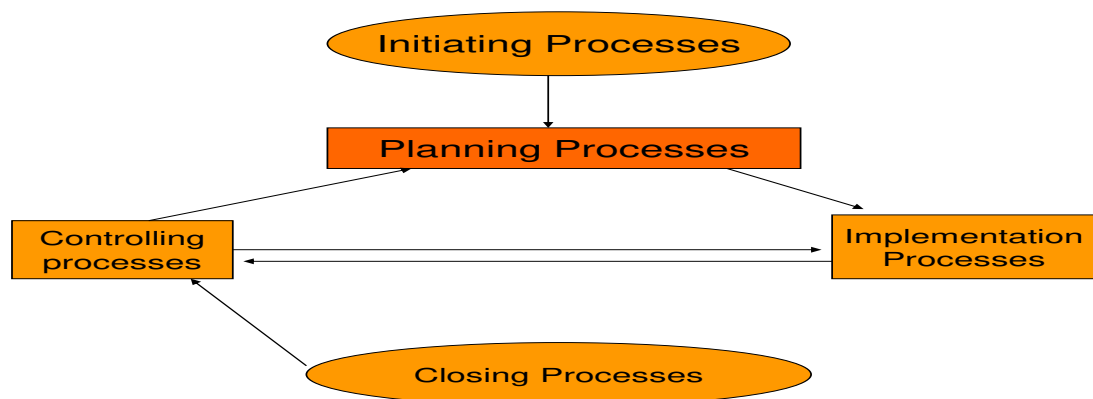 Initiating Processes
Planning Processes
Controlling
processes
Implementation
Processes
Closing Processes